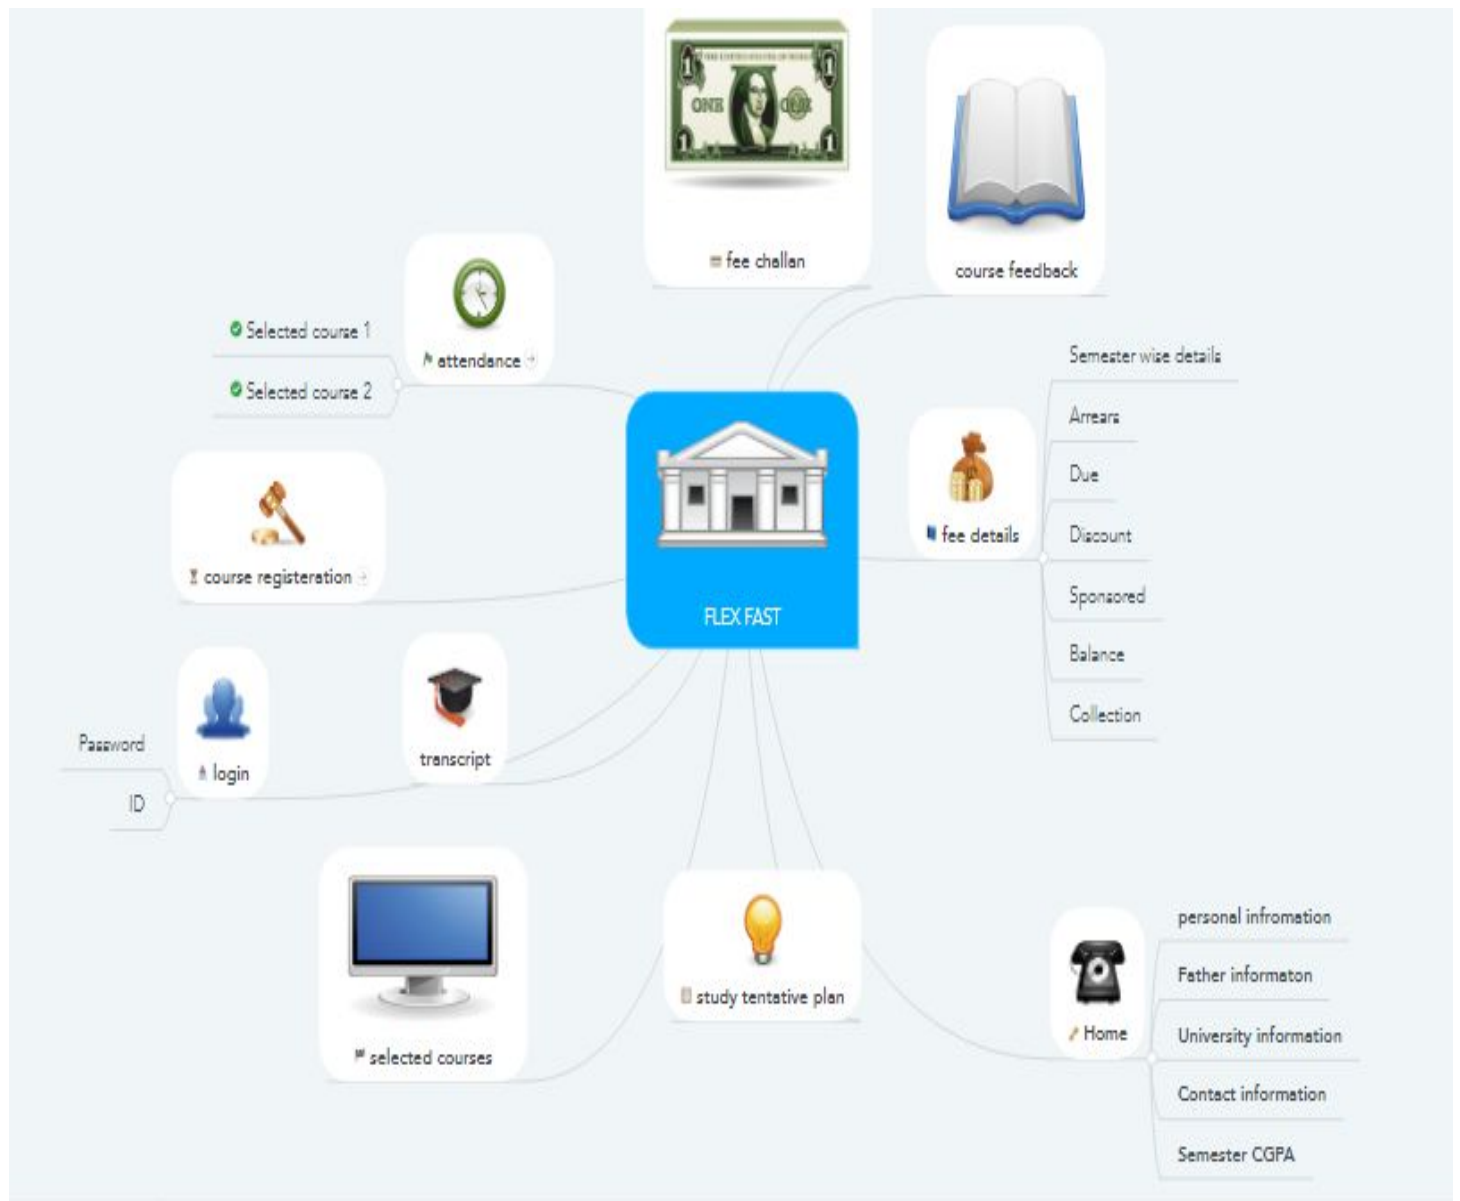 ONE
fee challan
course feedback
Selected course 1
attendance
Selected course 2
Semester wise details
Arrears
Due
fee details
Discount
Sponsored
Balance
Collection
course registeration
FLEX FAST
Password
login
ID
transcript
selected courses
study tentative plan
personal infromation
Father informaton
Home
University information
Contact information
Semester CGPA